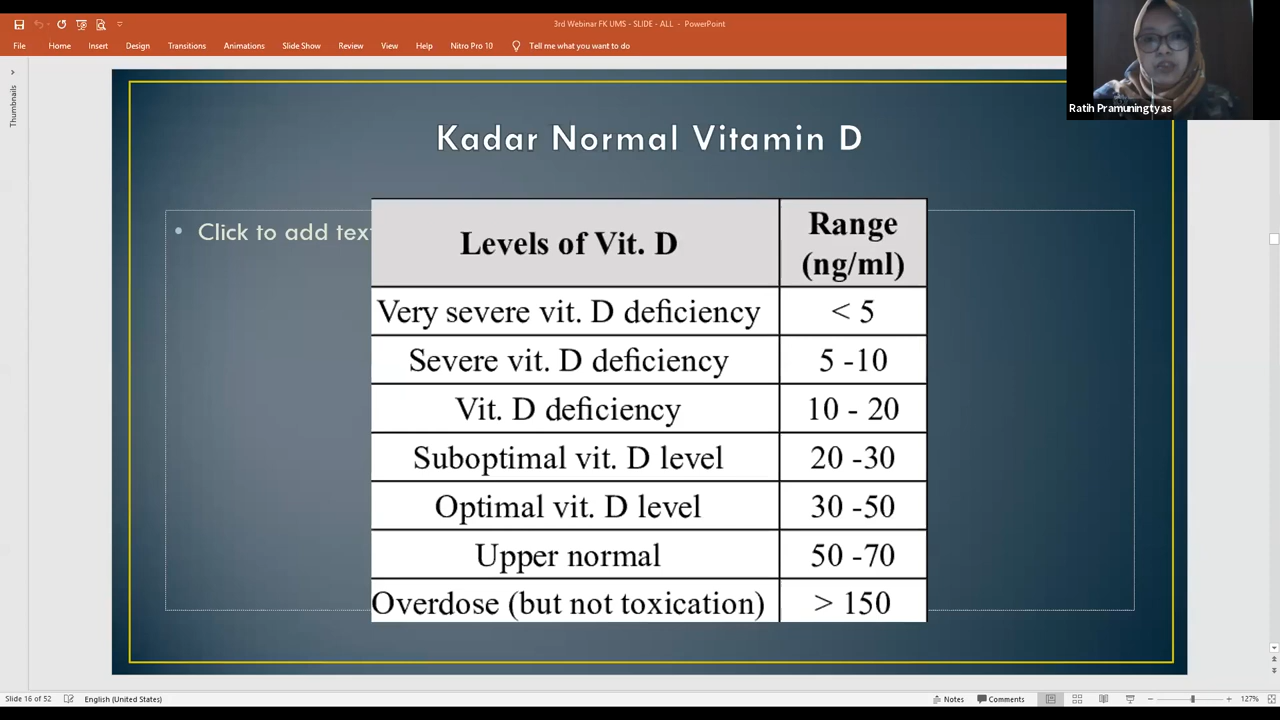 3rd Webinar FK UMS - SLIDE - ALL - PowerPoint
File Home Insert Design Transitions Animations Slide Show Review View Help Nitro Pro 10 Tell me what you want to do
Ratih Pramuningtyas
Thumbnails
Kadar Normal Vitamin D
• Click to add text
Levels of Vit. D Range
(ng/ml)
Very severe vit. D deficiency < 5
Severe vit. D deficiency 5 -10
Vit. D deficiency 10 - 20
Suboptimal vit. D level 20 -30
Optimal vit. D level 30 -50
Upper normal 50 -70
Overdose (but not toxication) > 150
Slide 16 of 52 English (United States) Notes Comments 127%